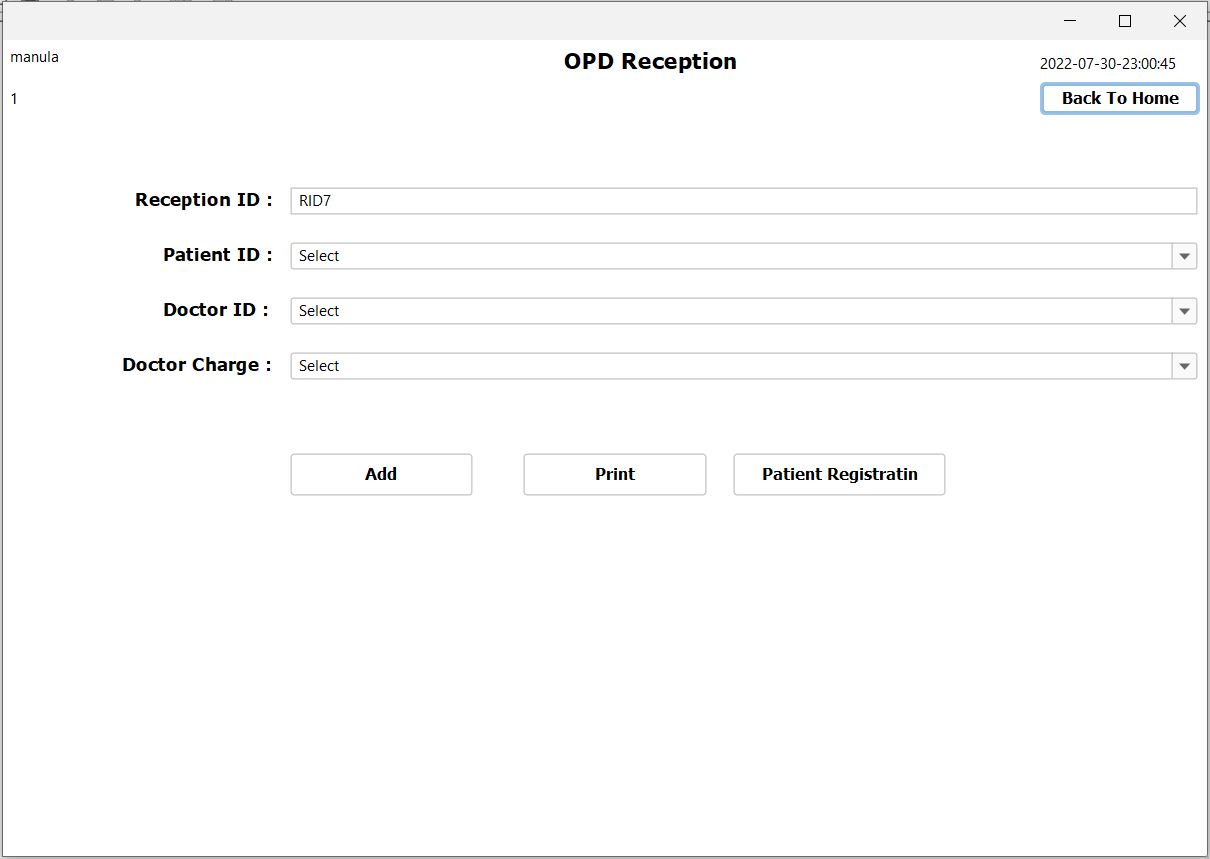 manula
OPD Reception
2022-07-30-23:00:45
1
Back To Home
Reception ID :
RID7
Patient ID :
Select
Doctor ID :
Select
Doctor Charge :
Select
Add
Print
Patient Registratin